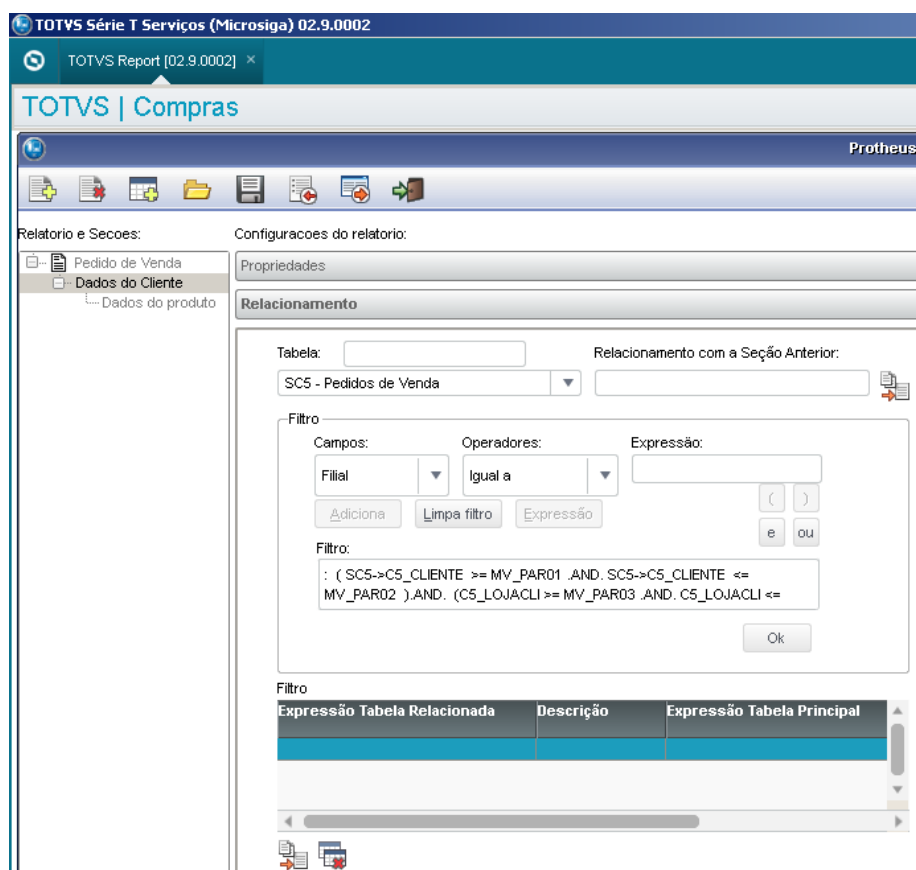 TOTVS Série T Serviços (Microsiga) 02.9.0002
TOTVS Report [02.9.0002] ×
TOTVS | Compras
Protheus
Relatorio e Secoes:
Configuracoes do relatorio:
Pedido de Venda
Dados do Cliente
Dados do produto
Propriedades
Relacionamento
Tabela:
Relacionamento com a Seção Anterior:
SC5 - Pedidos de Venda
Filtro
Campos:
Operadores:
Expressão:
Filial
Igual a
( )
Adiciona
Limpa filtro
Expressão
e ou
Filtro:
: ( SC5->C5_CLIENTE >= MV_PAR01 .AND. SC5->C5_CLIENTE <=
MV_PAR02 ).AND. (C5_LOJACLI >= MV_PAR03 .AND. C5_LOJACLI <=
Ok
Filtro
Expressão Tabela Relacionada
Descrição
Expressão Tabela Principal